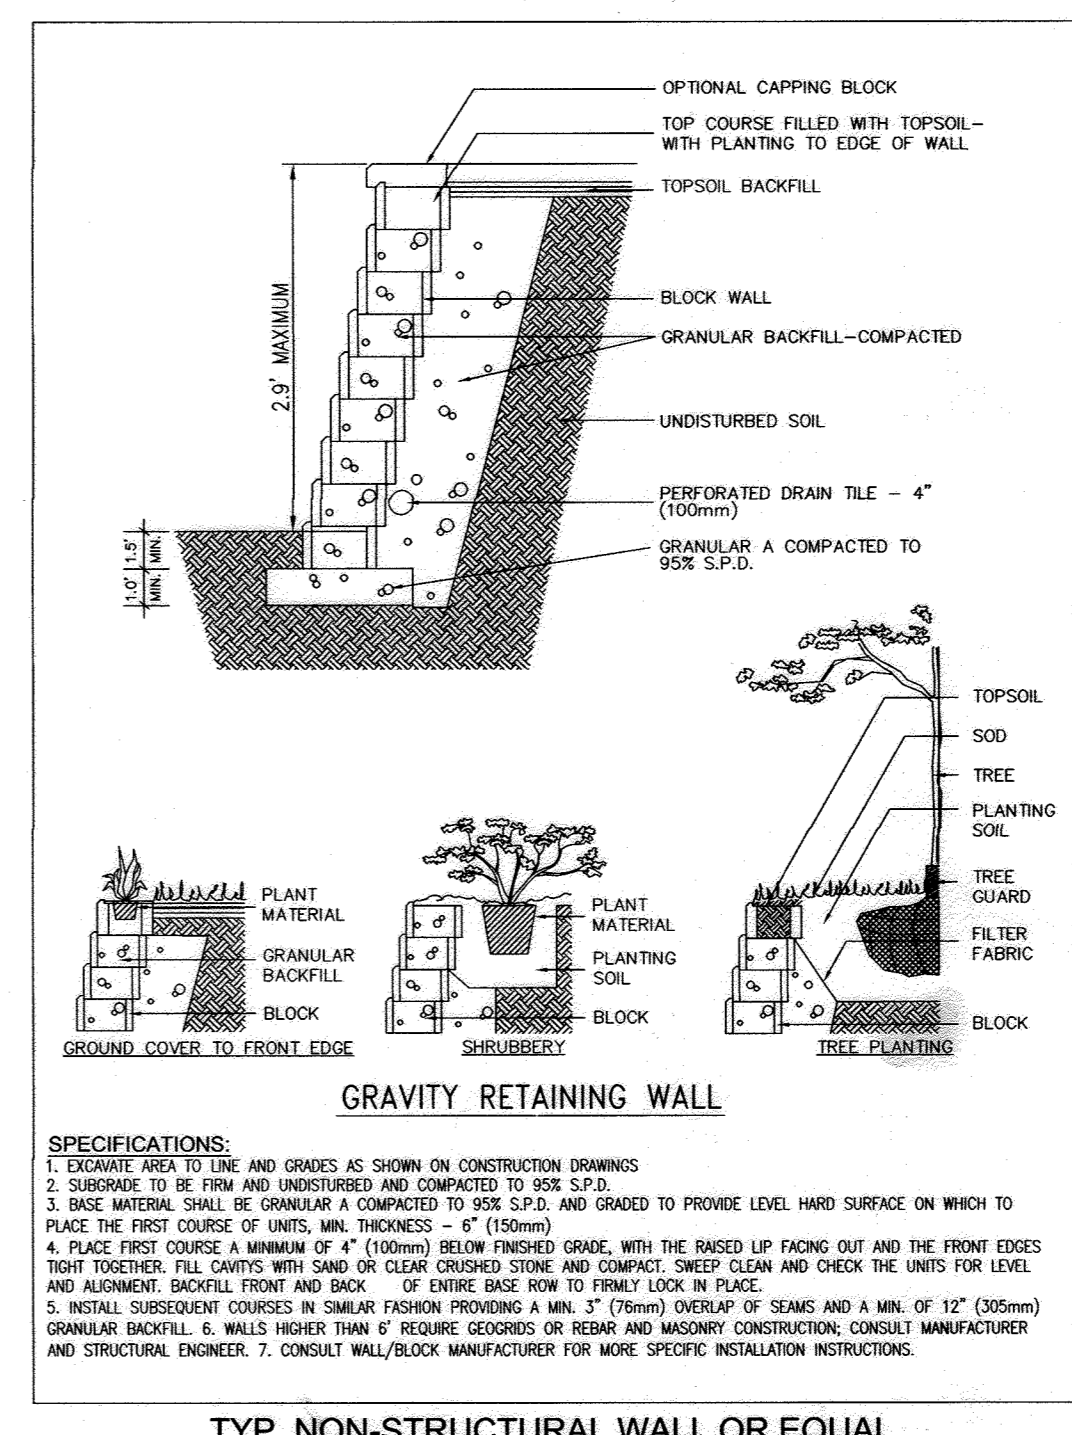 OPTIONAL CAPPING BLOCK
TOP COURSE FILLED WITH TOPSOIL-
WITH PLANTING TO EDGE OF WALL
TOPSOIL BACKFILL
2.9' MAXIMUM
BLOCK WALL
GRANULAR BACKFILL-COMPACTED
UNDISTURBED SOIL
PERFORATED DRAIN TILE - 4"
(100mm)
GRANULAR A COMPACTED TO
95% S.P.D.
1.5'
MIN.
1.0'
MIN.
TOPSOIL
SOD
TREE
PLANTING
SOIL
TREE
GUARD
FILTER
FABRIC
BLOCK
TREE PLANTING
PLANT
MATERIAL
GRANULAR
BACKFILL
BLOCK
GROUND COVER TO FRONT EDGE
PLANT
MATERIAL
PLANTING
SOIL
BLOCK
SHRUBBERY
GRAVITY RETAINING WALL
SPECIFICATIONS:
1. EXCAVATE AREA TO LINE AND GRADES AS SHOWN ON CONSTRUCTION DRAWINGS
2. SUBGRADE TO BE FIRM AND UNDISTURBED AND COMPACTED TO 95% S.P.D.
3. BASE MATERIAL SHALL BE GRANULAR A COMPACTED TO 95% S.P.D. AND GRADED TO PROVIDE LEVEL HARD SURFACE ON WHICH TO
PLACE THE FIRST COURSE OF UNITS, MIN. THICKNESS - 6" (150mm)
4. PLACE FIRST COURSE A MINIMUM OF 4" (100mm) BELOW FINISHED GRADE, WITH THE RAISED LIP FACING OUT AND THE FRONT EDGES
TIGHT TOGETHER. FILL CAVITYS WITH SAND OR CLEAR CRUSHED STONE AND COMPACT. SWEEP CLEAN AND CHECK THE UNITS FOR LEVEL
AND ALIGNMENT. BACKFILL FRONT AND BACK OF ENTIRE BASE ROW TO FIRMLY LOCK IN PLACE.
5. INSTALL SUBSEQUENT COURSES IN SIMILAR FASHION PROVIDING A MIN. 3" (76mm) OVERLAP OF SEAMS AND A MIN. OF 12" (305mm)
GRANULAR BACKFILL. 6. WALLS HIGHER THAN 6' REQUIRE GEOGRIDS OR REBAR AND MASONRY CONSTRUCTION; CONSULT MANUFACTURER
AND STRUCTURAL ENGINEER. 7. CONSULT WALL/BLOCK MANUFACTURER FOR MORE SPECIFIC INSTALLATION INSTRUCTIONS.
TYP. NON-STRUCTURAL WALL OR EQUAL